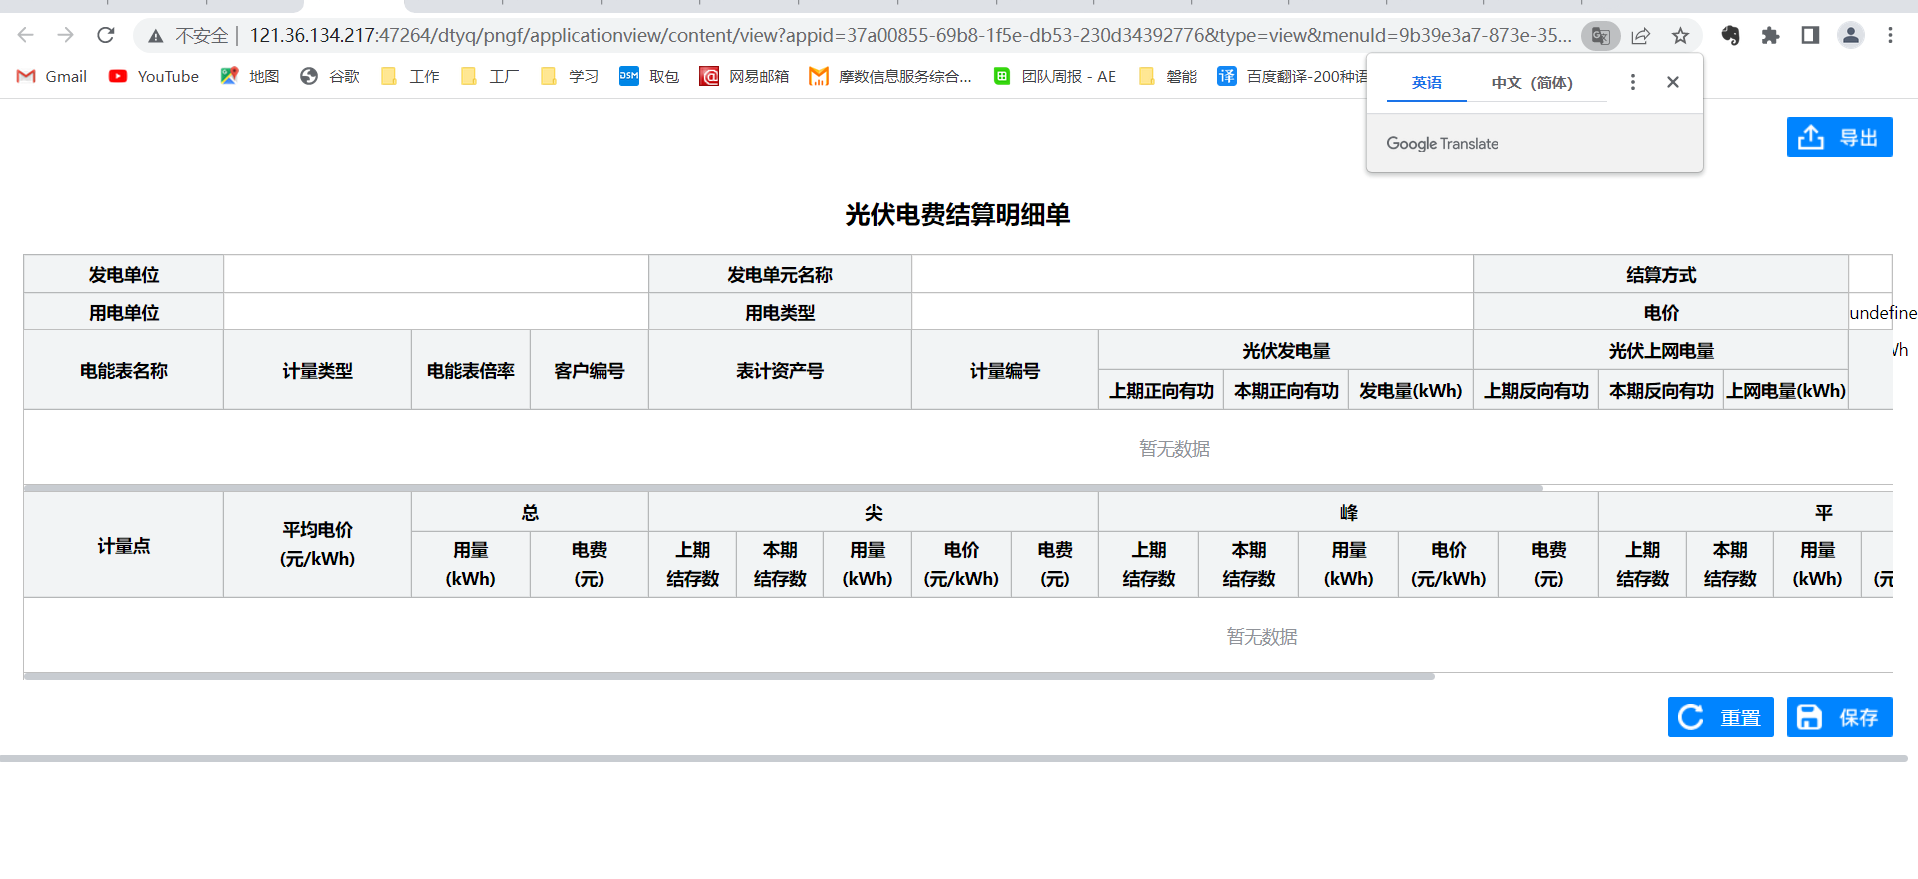 不安全 | 121.36.134.217:47264/dtyq/pngf/applicationview/content/view?appid=37a00855-69b8-1f5e-db53-230d34392776&type=view&menuId=9b39e3a7-873e-35...
Gmail YouTube 地图 谷歌 工作 工厂 学习 DSM 取包 网易邮箱 摩数信息服务综合... 团队周报 - AE 磐能 译 百度翻译-200种语
英语 中文（简体）
Google Translate
导出
光伏电费结算明细单
发电单位 发电单元名称 结算方式
用电单位 用电类型 电价 undefine
电能表名称 计量类型 电能表倍率 客户编号 表计资产号 计量编号 光伏发电量 光伏上网电量
上期正向有功 本期正向有功 发电量(kWh) 上期反向有功 本期反向有功 上网电量(kWh)
暂无数据
计量点 平均电价 (元/kWh) 总 尖 峰 平
用量 电费 上期 本期 用量 电价 电费 上期 本期 用量 电价 电费 上期 本期 用量
(kWh) (元) 结存数 结存数 (kWh) (元/kWh) (元) 结存数 结存数 (kWh) (元/kWh) (元) 结存数 结存数 (kWh) (元
暂无数据
重置 保存